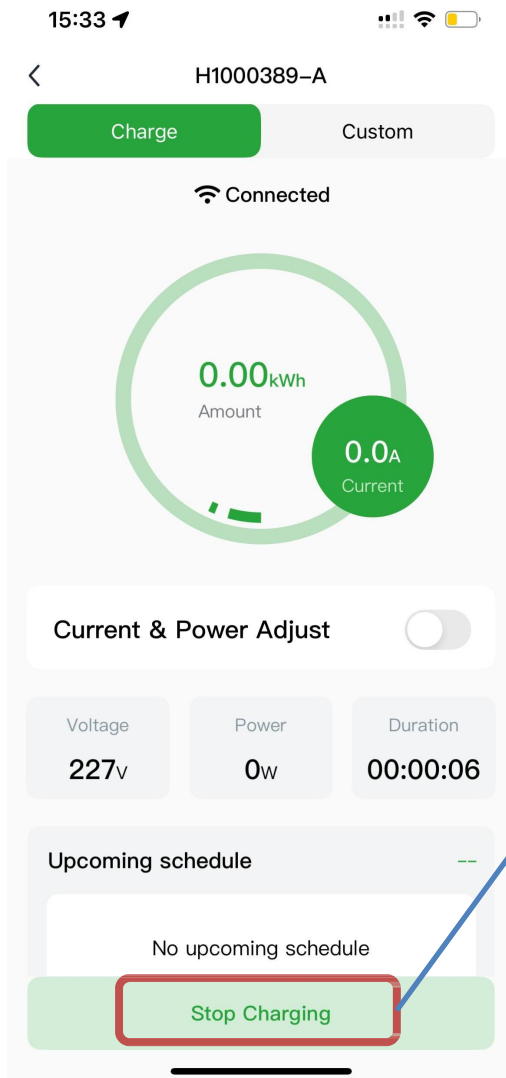 15:33
H1000389-A
Charge Custom
Connected
0.00kWh
Amount
0.0A
Current
Current & Power Adjust
Voltage Power Duration
227V 0W 00:00:06
Upcoming schedule --
No upcoming schedule
Stop Charging